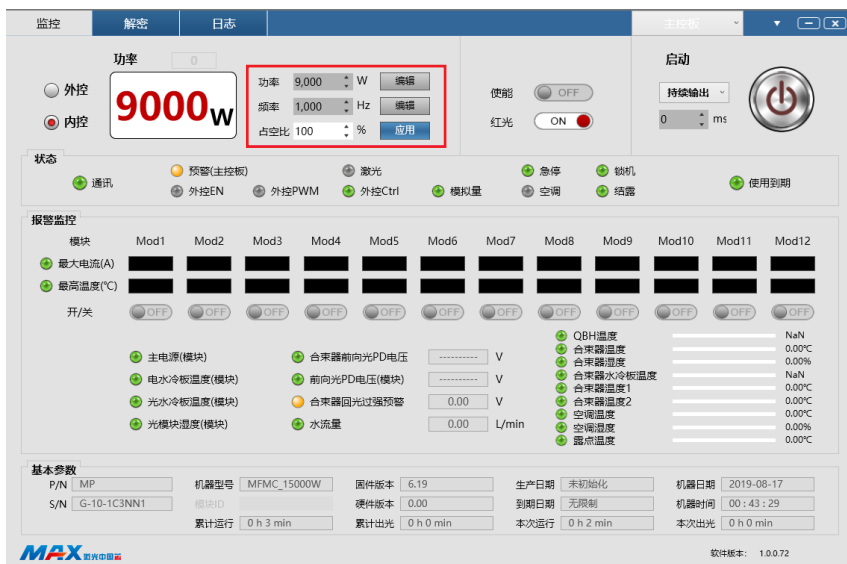 监控 解密 日志 主控板
功率 0 启动
外控 功率 9,000 W 编辑
内控 9000W 频率 1,000 Hz 编辑 使能 OFF 持续输出
占空比 100 % 应用 红光 ON 0 ms
状态
预警(主控板) 激光 急停 锁机
通讯 使用到期
外控EN 外控PWM 外控Ctrl 模拟量 空调 结露
报警监控
模块 Mod1 Mod2 Mod3 Mod4 Mod5 Mod6 Mod7 Mod8 Mod9 Mod10 Mod11 Mod12
最大电流(A)
最高温度(℃)
开/关 OFF OFF OFF OFF OFF OFF OFF OFF OFF OFF OFF OFF
QBH温度 NaN
主电源(模块) 合束器前向光PD电压 ---------- V 合束器温度 0.00℃
合束器湿度 0.00%
电水冷板温度(模块) 前向光PD电压(模块) ---------- V 合束器水冷板温度 NaN
合束器温度1 0.00℃
光水冷板温度(模块) 合束器回光过强预警 0.00 V 合束器温度2 0.00℃
空调温度 0.00℃
光模块湿度(模块) 水流量 0.00 L/min 空调湿度 0.00%
露点温度 0.00℃
基本参数
P/N MP 机器型号 MFMC_15000W 固件版本 6.19 生产日期 未初始化 机器日期 2019-08-17
S/N G-10-1C3NN1 模块ID 硬件版本 0.00 到期日期 无限制 机器时间 00 : 43 : 29
累计运行 0 h 3 min 累计出光 0 h 0 min 本次运行 0 h 2 min 本次出光 0 h 0 min
MAX 激光中国蓝 软件版本: 1.0.0.72